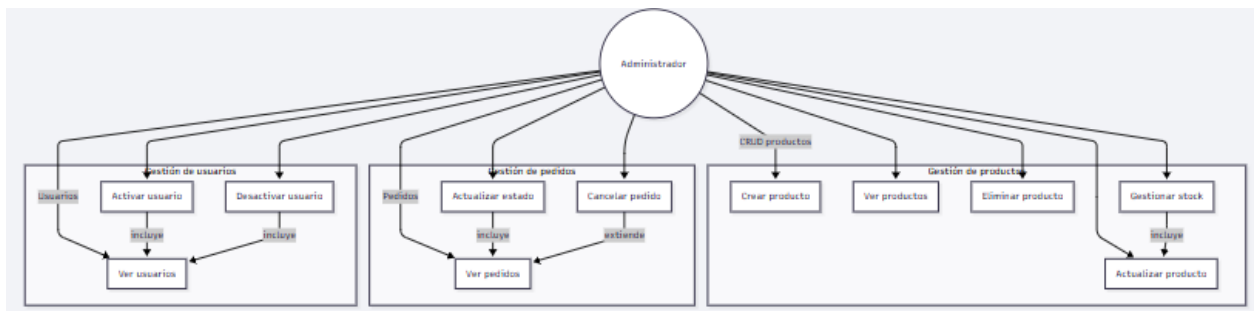 Administrador
CRUD productos
Gestión de usuarios
Gestión de pedidos
Gestión de productos
Usuarios
Activar usuario
Desactivar usuario
Pedidos
Actualizar estado
Cancelar pedido
Crear producto
Ver productos
Eliminar producto
Gestionar stock
incluye
incluye
incluye
extiende
incluye
Ver usuarios
Ver pedidos
Actualizar producto